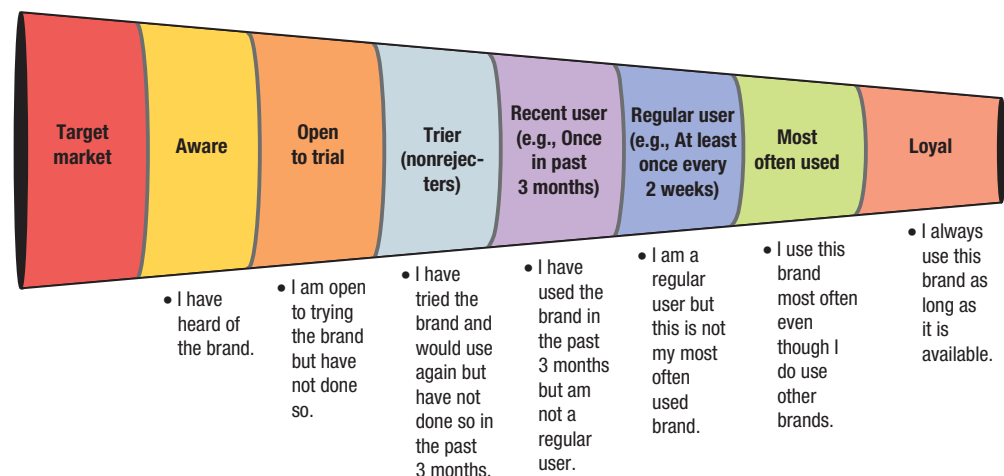 Target
market
Aware
Open
to trial
Trier
(nonrejec-
ters)
Recent user
(e.g., Once
in past
3 months)
Regular user
(e.g., At least
once every
2 weeks)
Most
often used
Loyal
• I have
heard of
the brand.
• I am open
to trying
the brand
but have
not done
so.
• I have
tried the
brand and
would use
again but
have not
done so in
the past
3 months.
• I have
used the
brand in
the past
3 months
but am
not a
regular
user.
• I am a
regular
user but
this is not
my most
often
used
brand.
• I use this
brand
most often
even
though I
do use
other
brands.
• I always
use this
brand as
long as
it is
available.